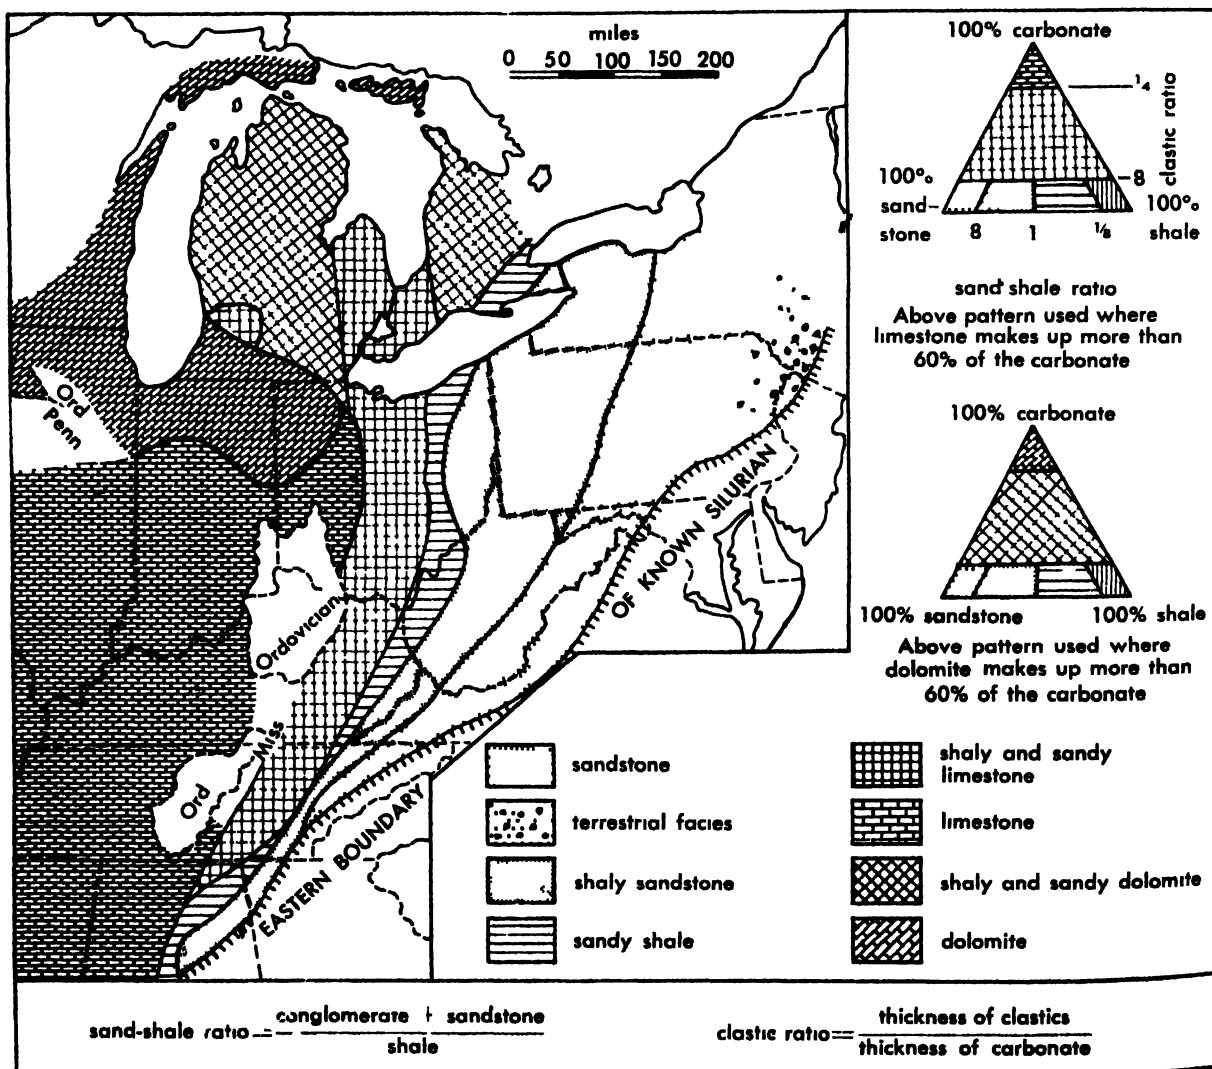 miles
0 50 100 150 200
Ord
Penn
Ordovician
Miss
Ord
EASTERN BOUNDARY
OF KNOWN SILURIAN
100% carbonate
1/4
clastic ratio
8
100%
sand-
stone
8 1 1/8
100%
shale
sand shale ratio
Above pattern used where
limestone makes up more than
60% of the carbonate
100% carbonate
100% sandstone 100% shale
Above pattern used where
dolomite makes up more than
60% of the carbonate
sandstone
terrestrial facies
shaly sandstone
sandy shale
shaly and sandy
limestone
limestone
shaly and sandy dolomite
dolomite
sand-shale ratio = conglomerate + sandstone
shale
clastic ratio = thickness of clastics
thickness of carbonate